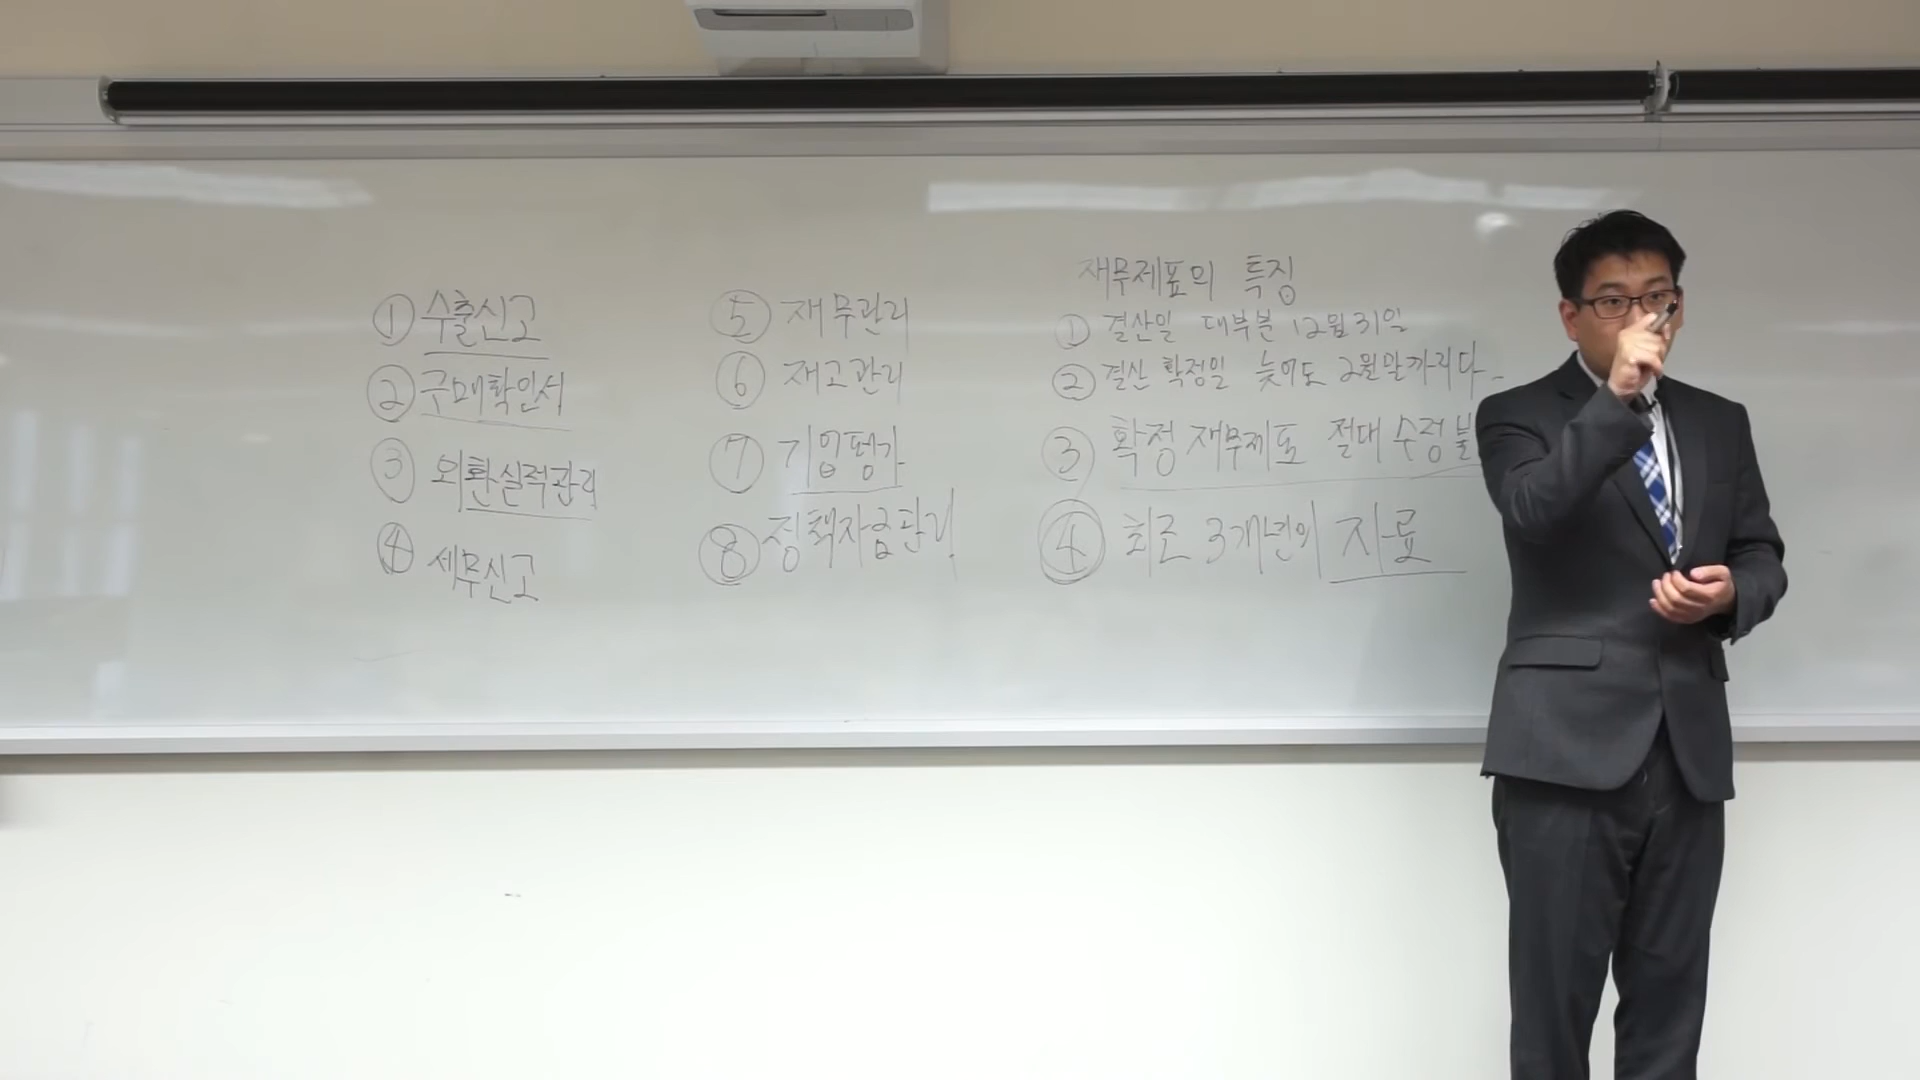 ① 수출신고
② 구매확인서
③ 외환실적관리
④ 세무신고
⑤ 재무관리
⑥ 재고관리
⑦ 기업평가
⑧ 정책자금관리
재무제표의 특징
① 결산일 대부분 12월 31일
② 결산 확정일 늦어도 2월말까지다
③ 확정 재무제표 절대 수정 불
④ 최근 3개년의 자료